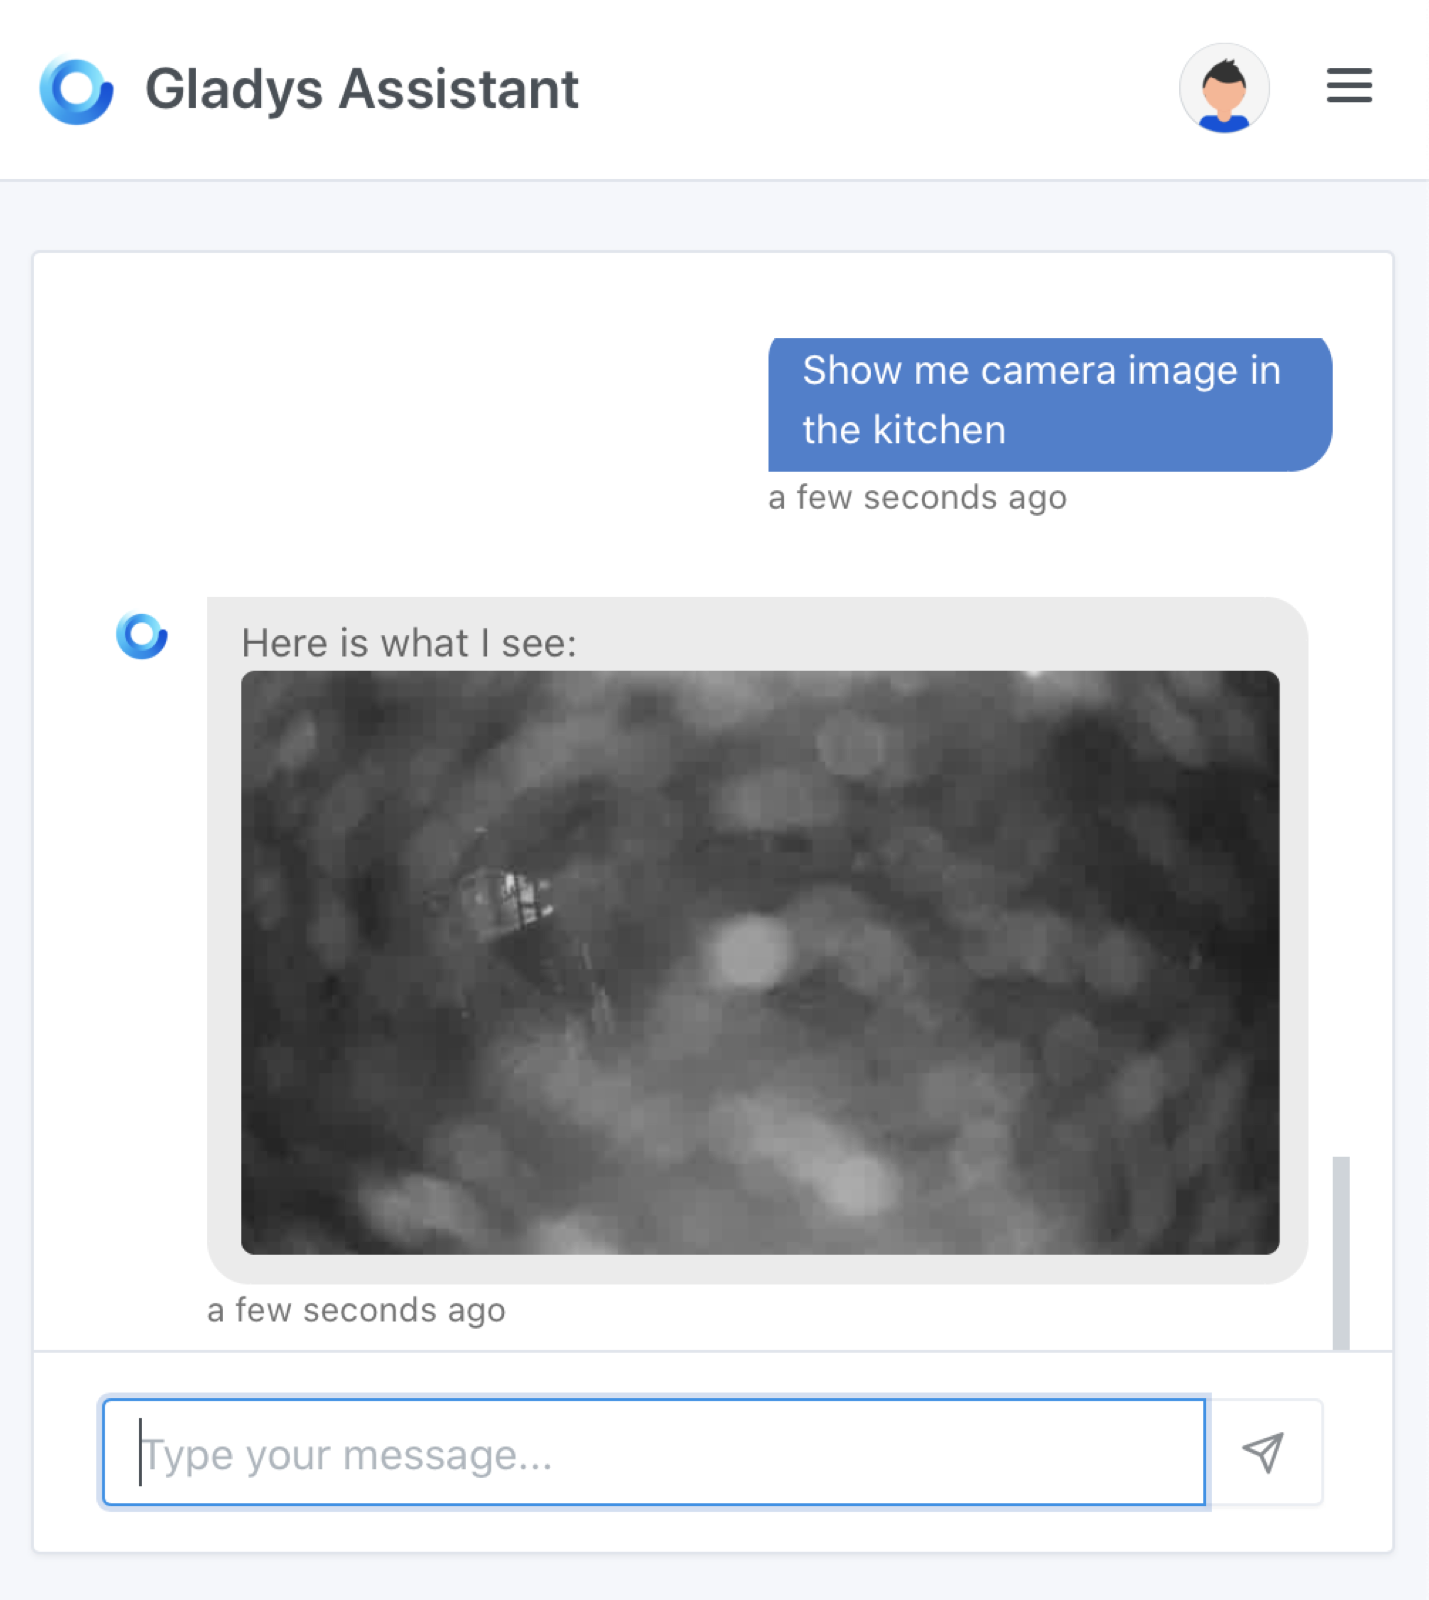 Gladys Assistant
Show me camera image in
the kitchen
a few seconds ago
Here is what I see:
a few seconds ago
Type your message...